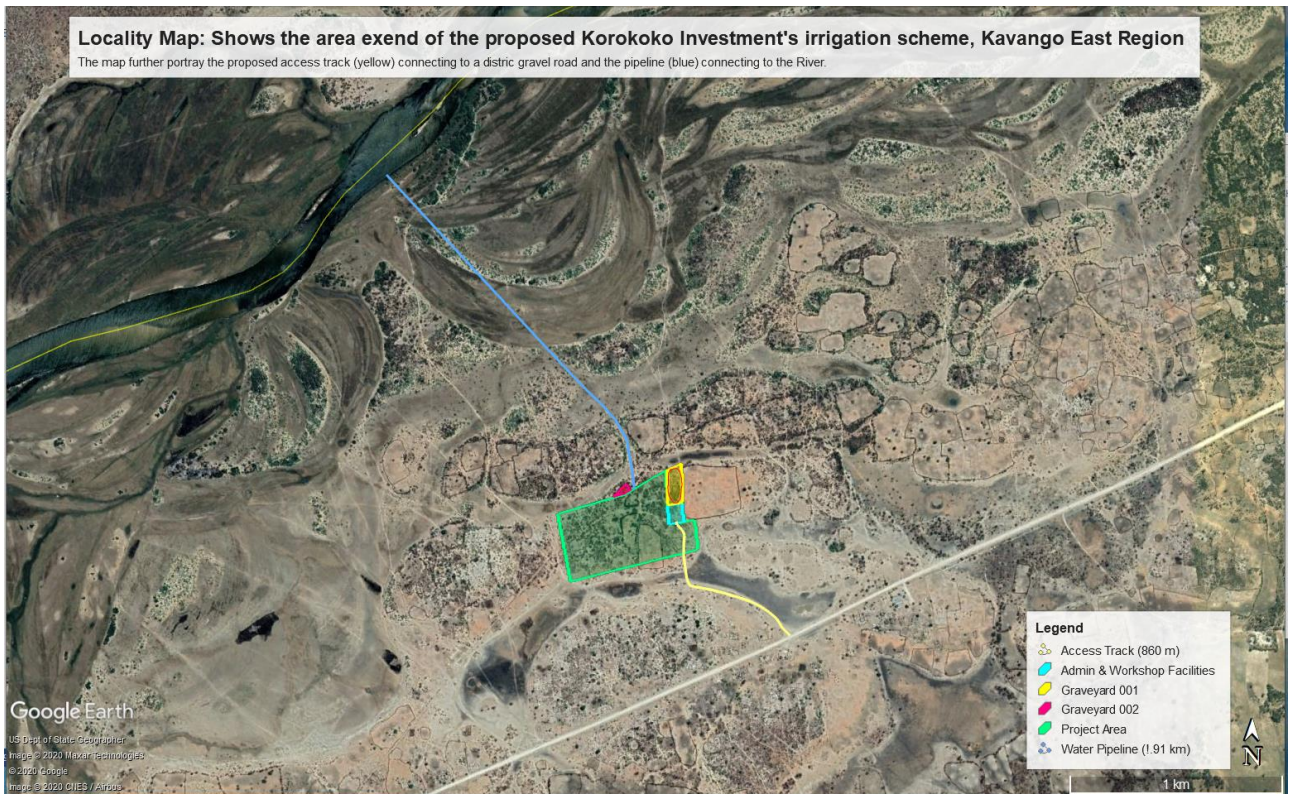 Locality Map: Shows the area exend of the proposed Korokoko Investment's irrigation scheme, Kavango East Region
The map further portray the proposed access track (yellow) connecting to a distric gravel road and the pipeline (blue) connecting to the River.
Legend
Access Track (860 m)
Admin & Workshop Facilities
Graveyard 001
Graveyard 002
Project Area
Water Pipeline (!.91 km)
Google Earth
US Dept of State Geographer
Image © 2020 Maxar Technologies
© 2020 Google
Image © 2020 CNES / Airbus
N
1 km